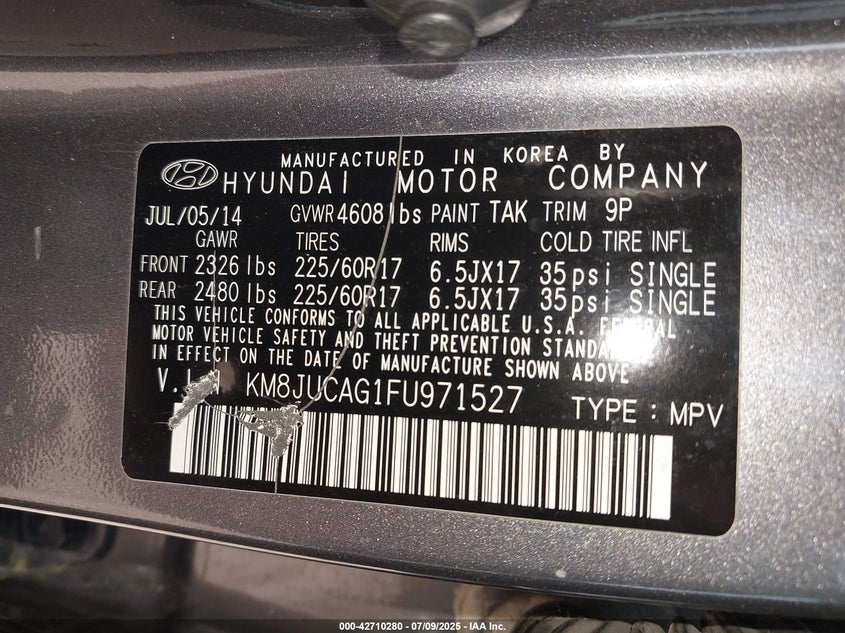 MANUFACTURED IN KOREA BY
HYUNDAI MOTOR COMPANY
JUL/05/14 GVWR 4608 lbs PAINT TAK TRIM 9P
GAWR TIRES RIMS COLD TIRE INFL
FRONT 2326 lbs 225/60R17 6.5JX17 35psi SINGLE
REAR 2480 lbs 225/60R17 6.5JX17 35psi SINGLE
THIS VEHICLE CONFORMS TO ALL APPLICABLE U.S.A. FEDERAL
MOTOR VEHICLE SAFETY AND THEFT PREVENTION STANDA
IN EFFECT ON THE DATE OF MANUFACTURE SHOWN ABOVE
V.I.N KM8JUCAG1FU971527 TYPE : MPV
000-42710280 - 07/09/2025 - IAA Inc.